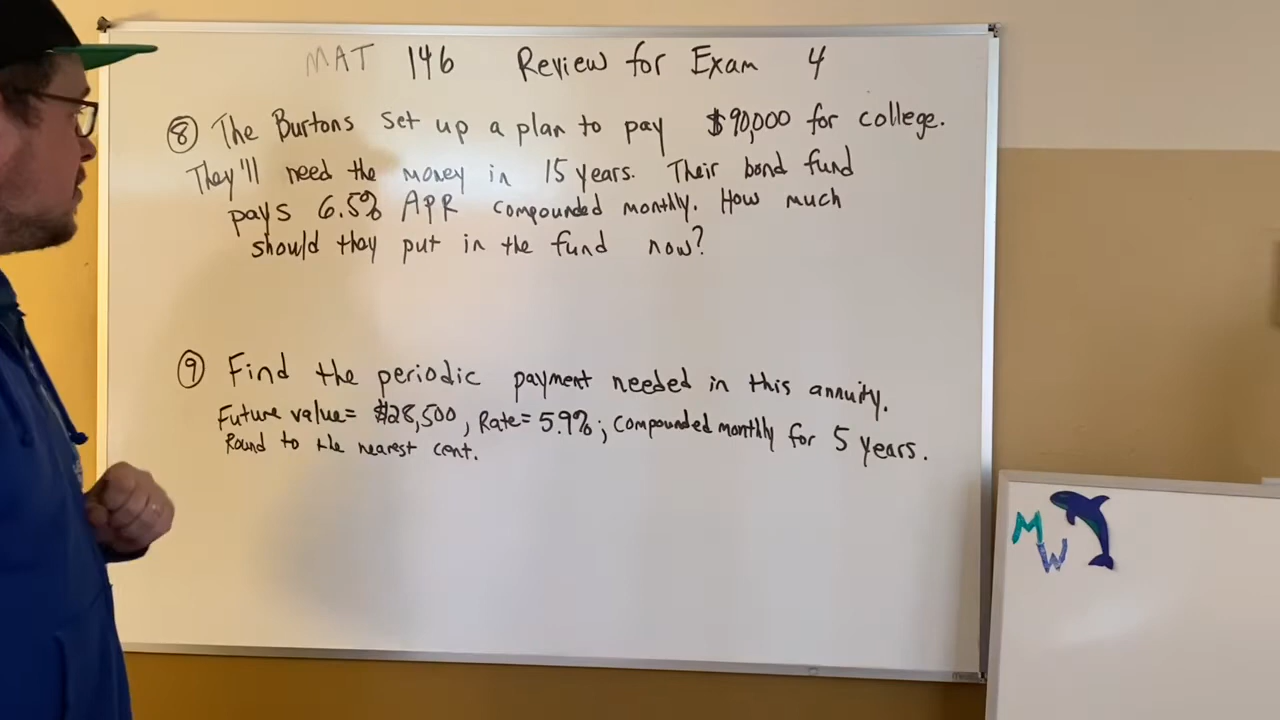 MAT 146 Review for Exam 4
⑧ The Burtons set up a plan to pay $90,000 for college.
They'll need the money in 15 years. Their bond fund
pays 6.5% APR compounded monthly. How much
should they put in the fund now?
⑨ Find the periodic payment needed in this annuity.
Future value = $28,500, Rate = 5.9%; compounded monthly for 5 years.
Round to the nearest cent.
M
W